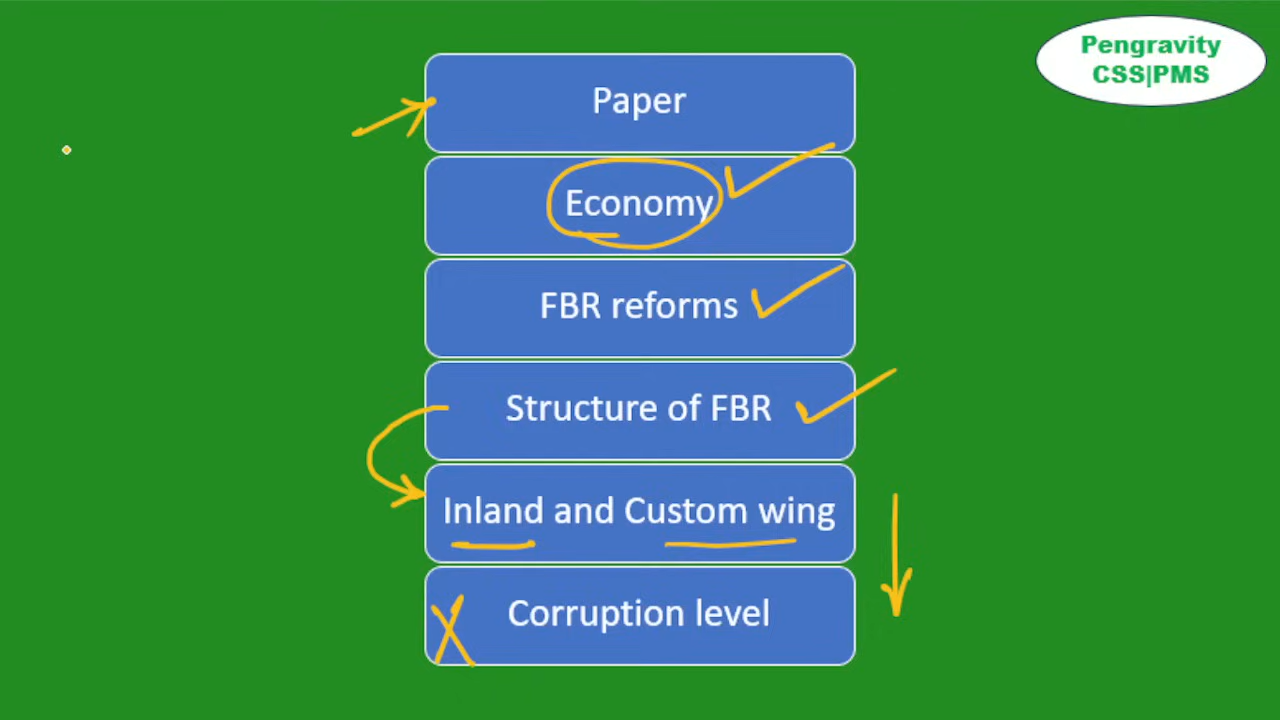 Pengravity
CSS|PMS
Paper
Economy
FBR reforms
Structure of FBR
Inland and Custom wing
Corruption level